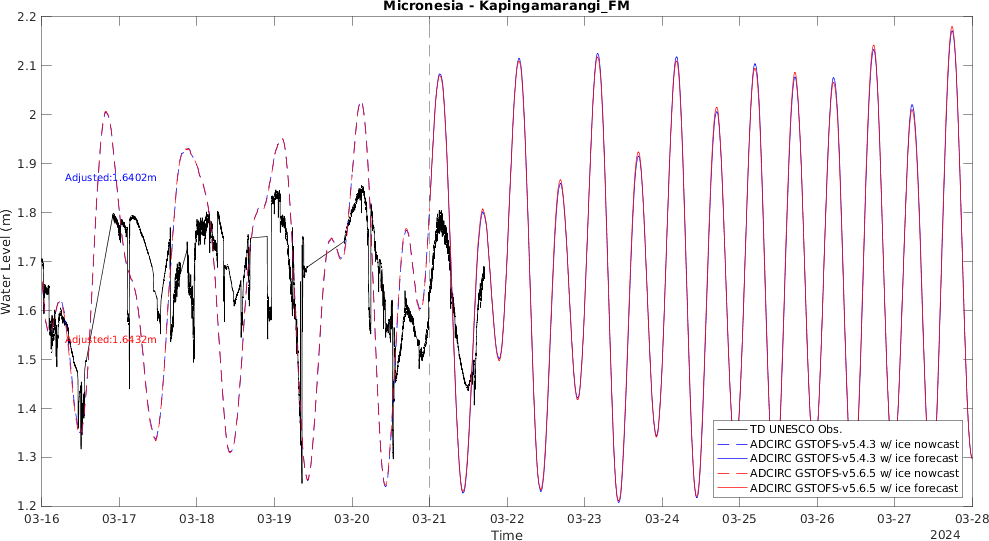 Micronesia - Kapingamarangi_FM
Water Level (m)
2.2
2.1
2
1.9
1.8
1.7
1.6
1.5
1.4
1.3
1.2
Adjusted:1.6402m
Adjusted:1.6432m
TD UNESCO Obs.
ADCIRC GSTOFS-v5.4.3 w/ ice nowcast
ADCIRC GSTOFS-v5.4.3 w/ ice forecast
ADCIRC GSTOFS-v5.6.5 w/ ice nowcast
ADCIRC GSTOFS-v5.6.5 w/ ice forecast
03-16 03-17 03-18 03-19 03-20 03-21 03-22 03-23 03-24 03-25 03-26 03-27 03-28
Time
2024